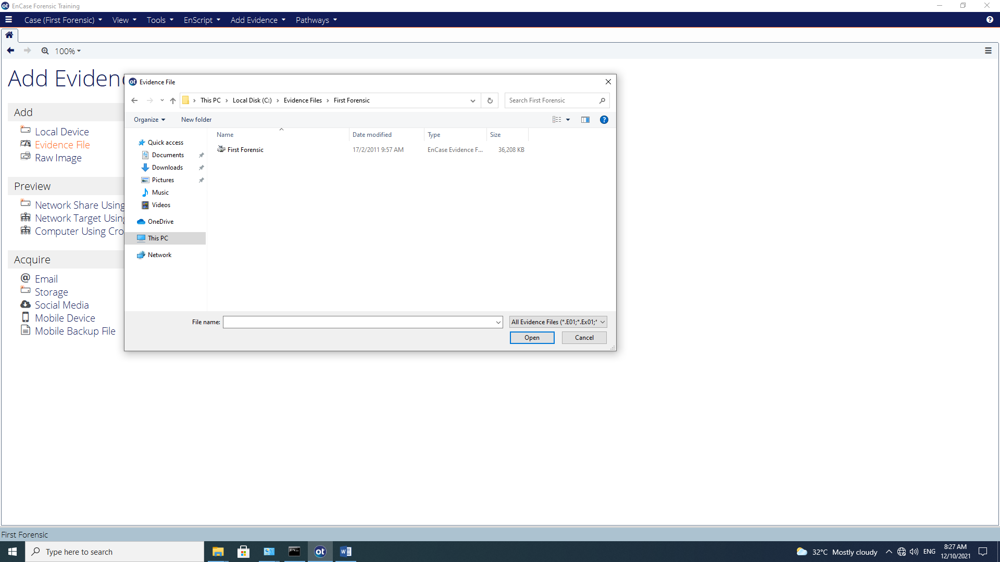 EnCase Forensic Training
Case (First Forensic) View Tools EnScript Add Evidence Pathways
100%
Add Evidenc
Evidence File
This PC Local Disk (C:) Evidence Files First Forensic
Search First Forensic
Organize New folder
Name Date modified Type Size
First Forensic 17/2/2011 9:57 AM EnCase Evidence F... 36,208 KB
Quick access
Documents
Downloads
Pictures
Music
Videos
OneDrive
This PC
Network
File name:
All Evidence Files (*.E01;*.Ex01;*
Open Cancel
Add
Local Device
Evidence File
Raw Image
Preview
Network Share Using
Network Target Using
Computer Using Cro
Acquire
Email
Storage
Social Media
Mobile Device
Mobile Backup File
First Forensic
Type here to search
32°C Mostly cloudy
ENG
8:27 AM
12/10/2021